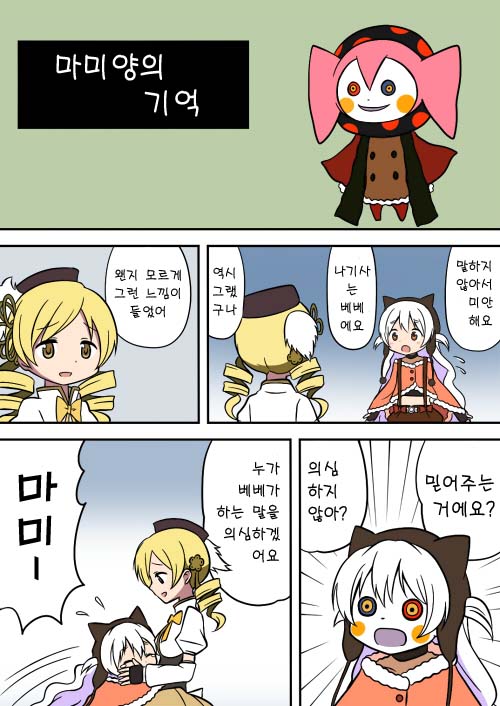 마미양의
기억
말하지
않아서
미안
해요
나기사
는
베베
에요
역시
그랬
구나
왠지 모르게
그런 느낌이
들었어
믿어주는
거에요?
의심
하지
않아?
누가
베베가
하는 말을
의심하겠
어요
마미ㅡ